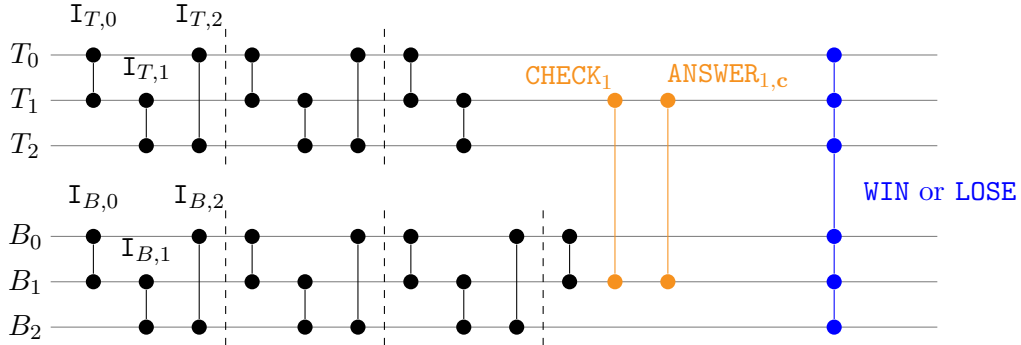 I_{T,0} I_{T,2}
T_0
I_{T,1} CHECK_1 ANSWER_{1,c}
T_1
T_2
I_{B,0} I_{B,2} WIN or LOSE
B_0
I_{B,1}
B_1
B_2